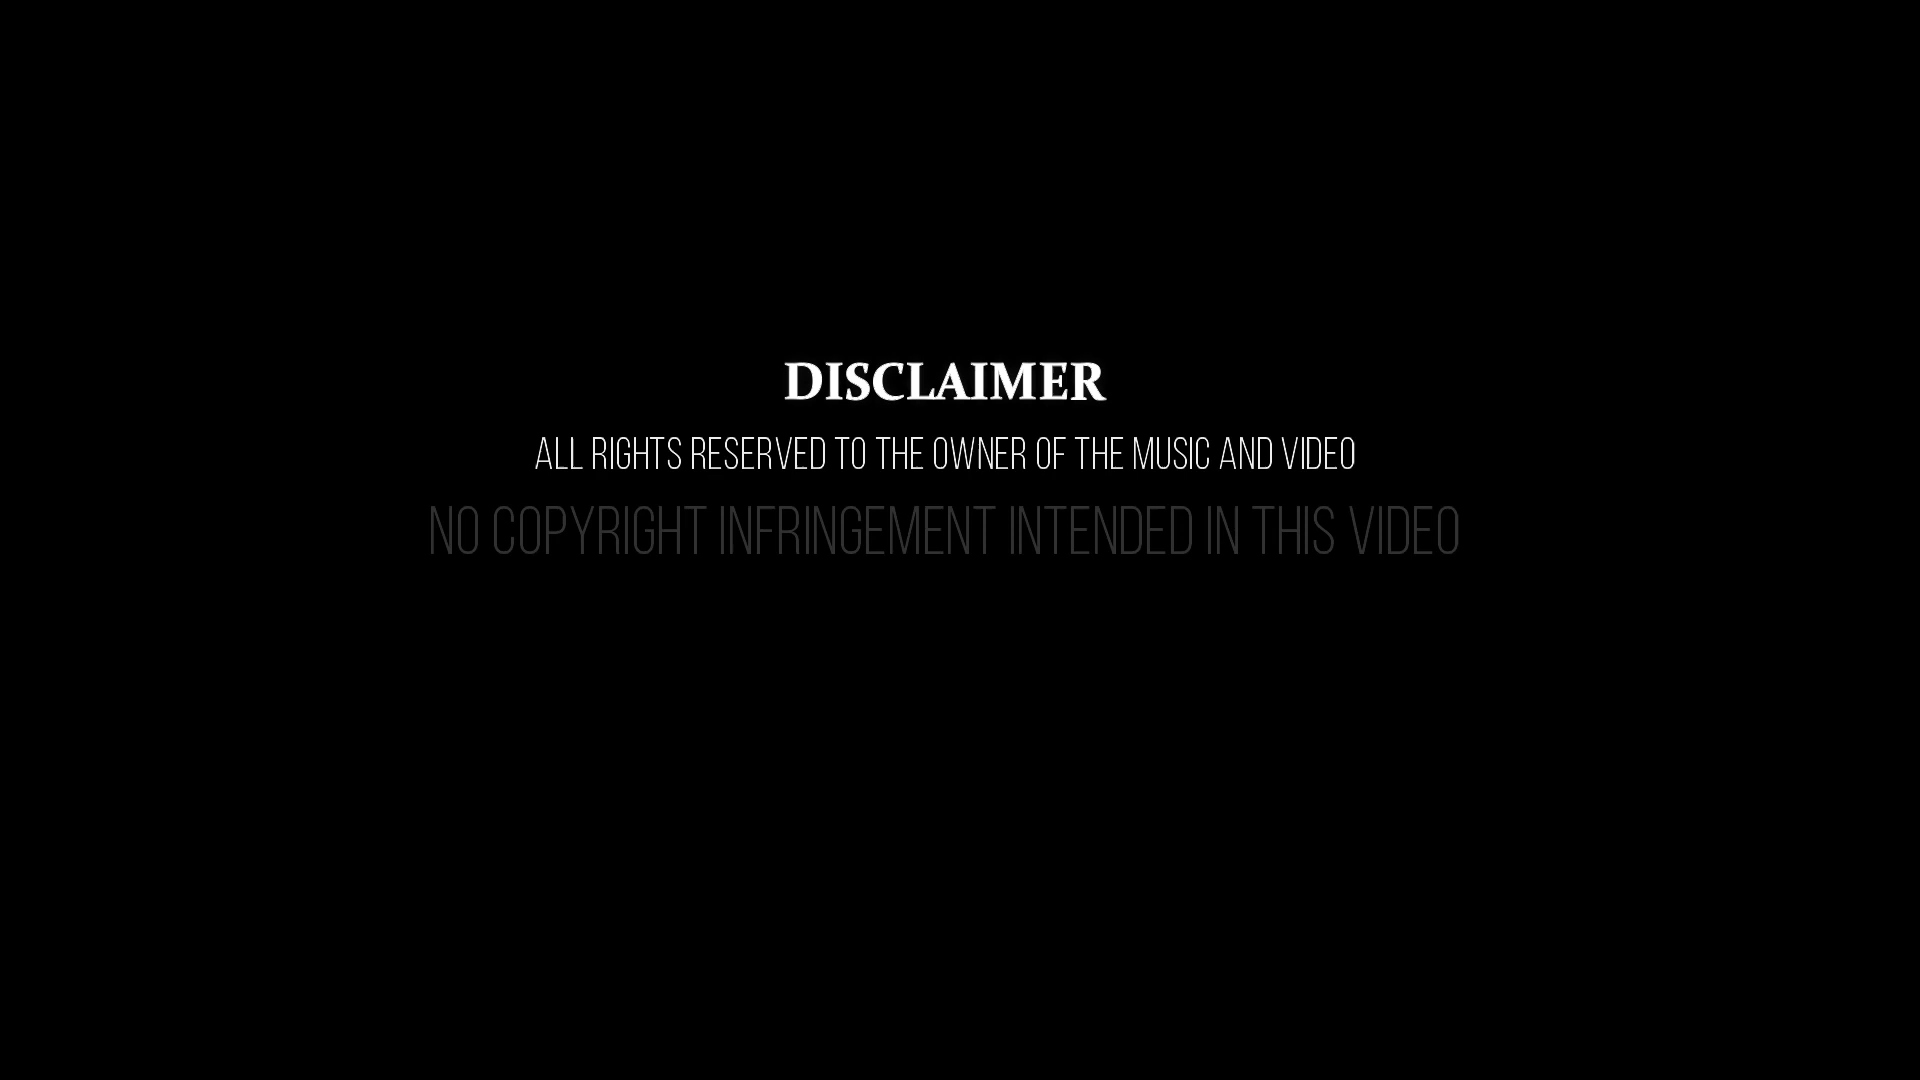 DISCLAIMER
ALL RIGHTS RESERVED TO THE OWNER OF THE MUSIC AND VIDEO
NO COPYRIGHT INFRINGEMENT INTENDED IN THIS VIDEO